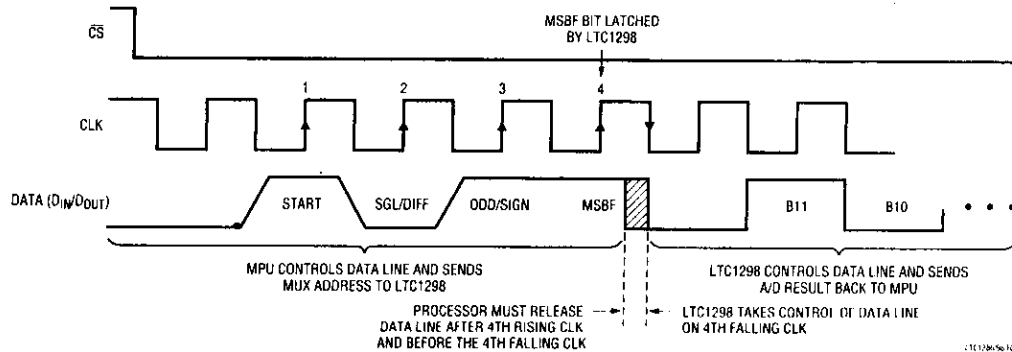 MSBF BIT LATCHED
BY LTC1298
CS
1
2
3
4
CLK
DATA (DIN/DOUT)
START
SGL/DIFF
ODD/SIGN
MSBF
B11
B10
• • •
MPU CONTROLS DATA LINE AND SENDS
MUX ADDRESS TO LTC1298
LTC1298 CONTROLS DATA LINE AND SENDS
A/D RESULT BACK TO MPU
PROCESSOR MUST RELEASE
DATA LINE AFTER 4TH RISING CLK
AND BEFORE THE 4TH FALLING CLK
LTC1298 TAKES CONTROL OF DATA LINE
ON 4TH FALLING CLK